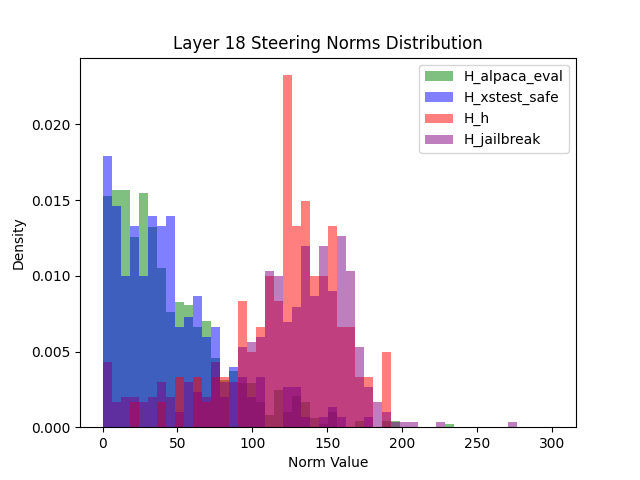 Layer 18 Steering Norms Distribution
H_alpaca_eval
H_xstest_safe
H_h
H_jailbreak
0.020
0.015
0.010
0.005
0.000
Density
0 50 100 150 200 250 300
Norm Value